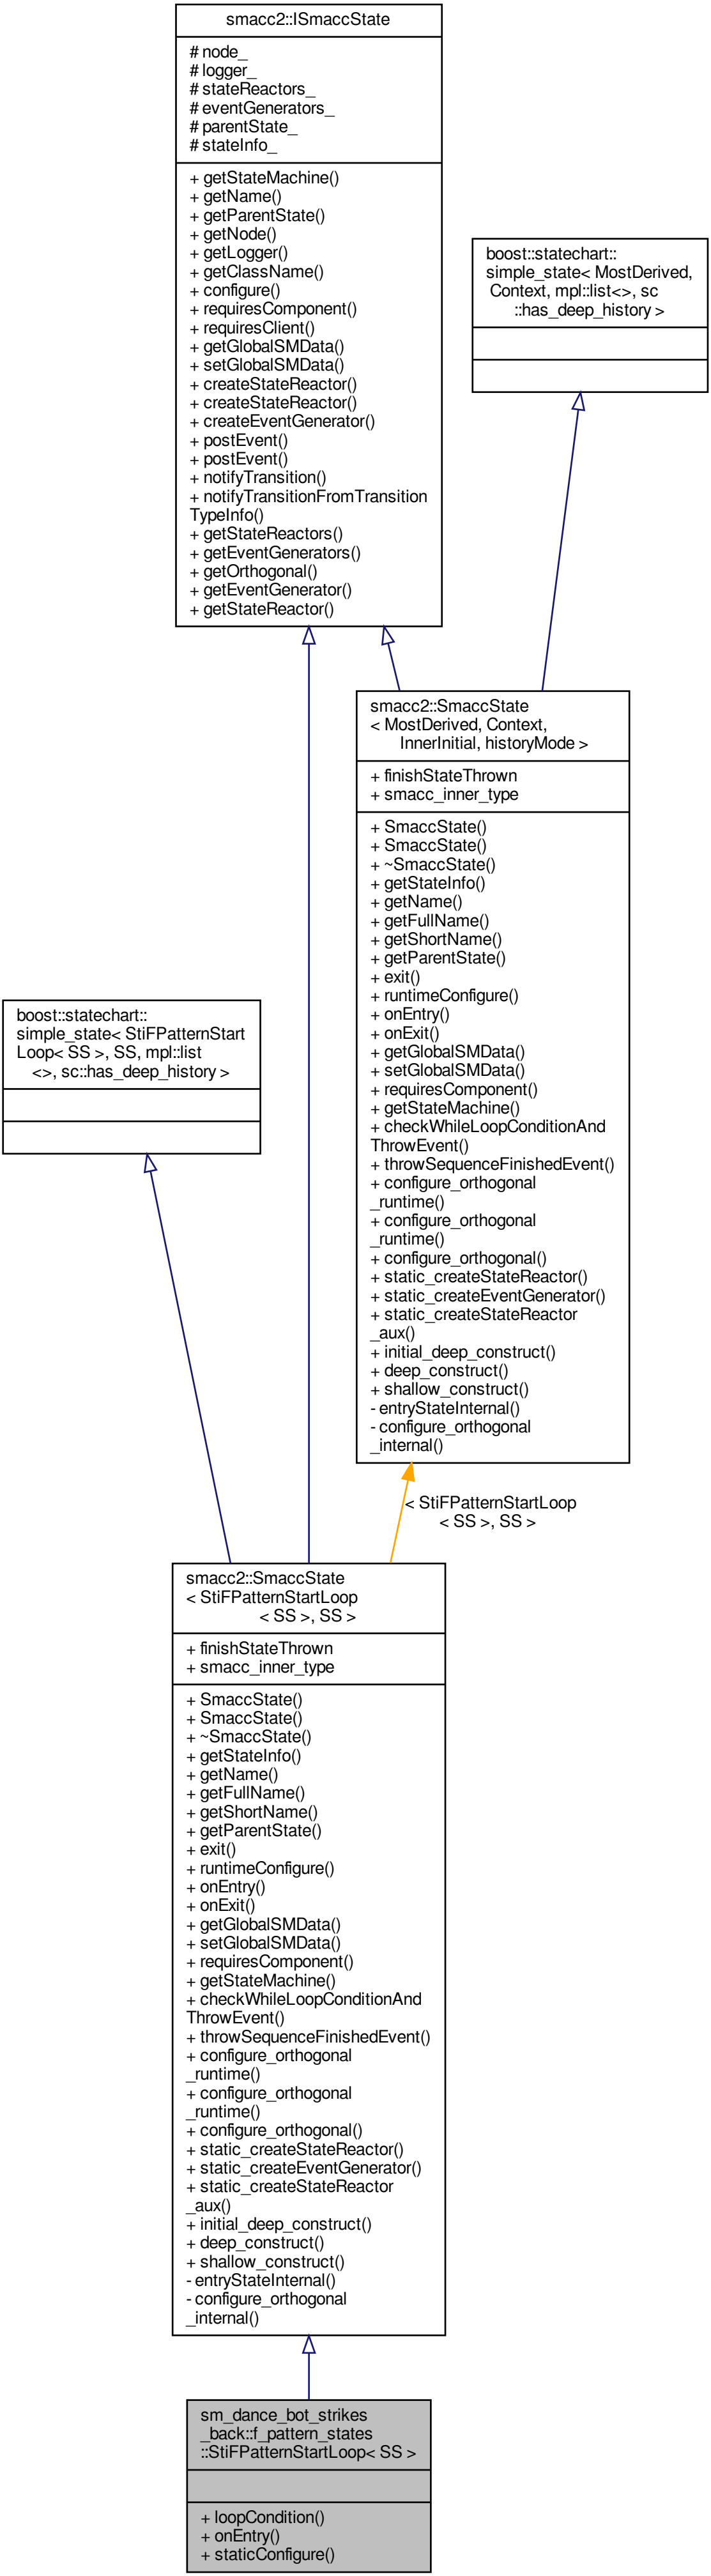 smacc2::ISmaccState
# node_
# logger_
# stateReactors_
# eventGenerators_
# parentState_
# stateInfo_
+ getStateMachine()
+ getName()
+ getParentState()
+ getNode()
+ getLogger()
+ getClassName()
+ configure()
+ requiresComponent()
+ requiresClient()
+ getGlobalSMData()
+ setGlobalSMData()
+ createStateReactor()
+ createStateReactor()
+ createEventGenerator()
+ postEvent()
+ postEvent()
+ notifyTransition()
+ notifyTransitionFromTransition
TypeInfo()
+ getStateReactors()
+ getEventGenerators()
+ getOrthogonal()
+ getEventGenerator()
+ getStateReactor()
boost::statechart::
simple_state< MostDerived,
Context, mpl::list<>, sc
::has_deep_history >
smacc2::SmaccState
< MostDerived, Context,
InnerInitial, historyMode >
+ finishStateThrown
+ smacc_inner_type
+ SmaccState()
+ SmaccState()
+ ~SmaccState()
+ getStateInfo()
+ getName()
+ getFullName()
+ getShortName()
+ getParentState()
+ exit()
+ runtimeConfigure()
+ onEntry()
+ onExit()
+ getGlobalSMData()
+ setGlobalSMData()
+ requiresComponent()
+ getStateMachine()
+ checkWhileLoopConditionAnd
ThrowEvent()
+ throwSequenceFinishedEvent()
+ configure_orthogonal
_runtime()
+ configure_orthogonal
_runtime()
+ configure_orthogonal()
+ static_createStateReactor()
+ static_createEventGenerator()
+ static_createStateReactor
_aux()
+ initial_deep_construct()
+ deep_construct()
+ shallow_construct()
- entryStateInternal()
- configure_orthogonal
_internal()
boost::statechart::
simple_state< StiFPatternStart
Loop< SS >, SS, mpl::list
<>, sc::has_deep_history >
< StiFPatternStartLoop
< SS >, SS >
smacc2::SmaccState
< StiFPatternStartLoop
< SS >, SS >
+ finishStateThrown
+ smacc_inner_type
+ SmaccState()
+ SmaccState()
+ ~SmaccState()
+ getStateInfo()
+ getName()
+ getFullName()
+ getShortName()
+ getParentState()
+ exit()
+ runtimeConfigure()
+ onEntry()
+ onExit()
+ getGlobalSMData()
+ setGlobalSMData()
+ requiresComponent()
+ getStateMachine()
+ checkWhileLoopConditionAnd
ThrowEvent()
+ throwSequenceFinishedEvent()
+ configure_orthogonal
_runtime()
+ configure_orthogonal
_runtime()
+ configure_orthogonal()
+ static_createStateReactor()
+ static_createEventGenerator()
+ static_createStateReactor
_aux()
+ initial_deep_construct()
+ deep_construct()
+ shallow_construct()
- entryStateInternal()
- configure_orthogonal
_internal()
sm_dance_bot_strikes
_back::f_pattern_states
::StiFPatternStartLoop< SS >
+ loopCondition()
+ onEntry()
+ staticConfigure()